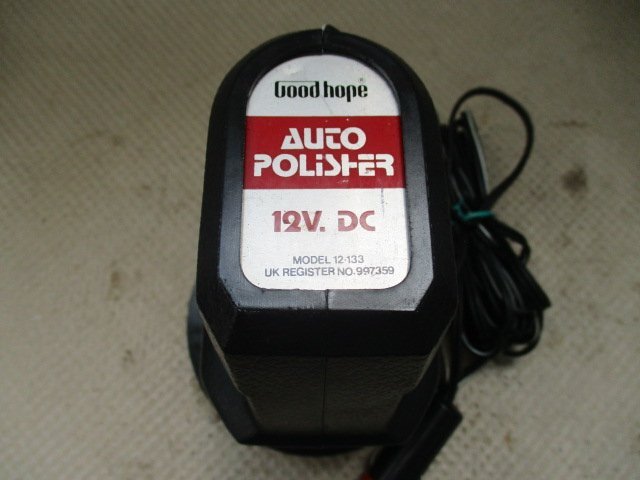 Good hope®
AUTO
POLISHER
12V. DC
MODEL 12-133
UK REGISTER NO. 997359